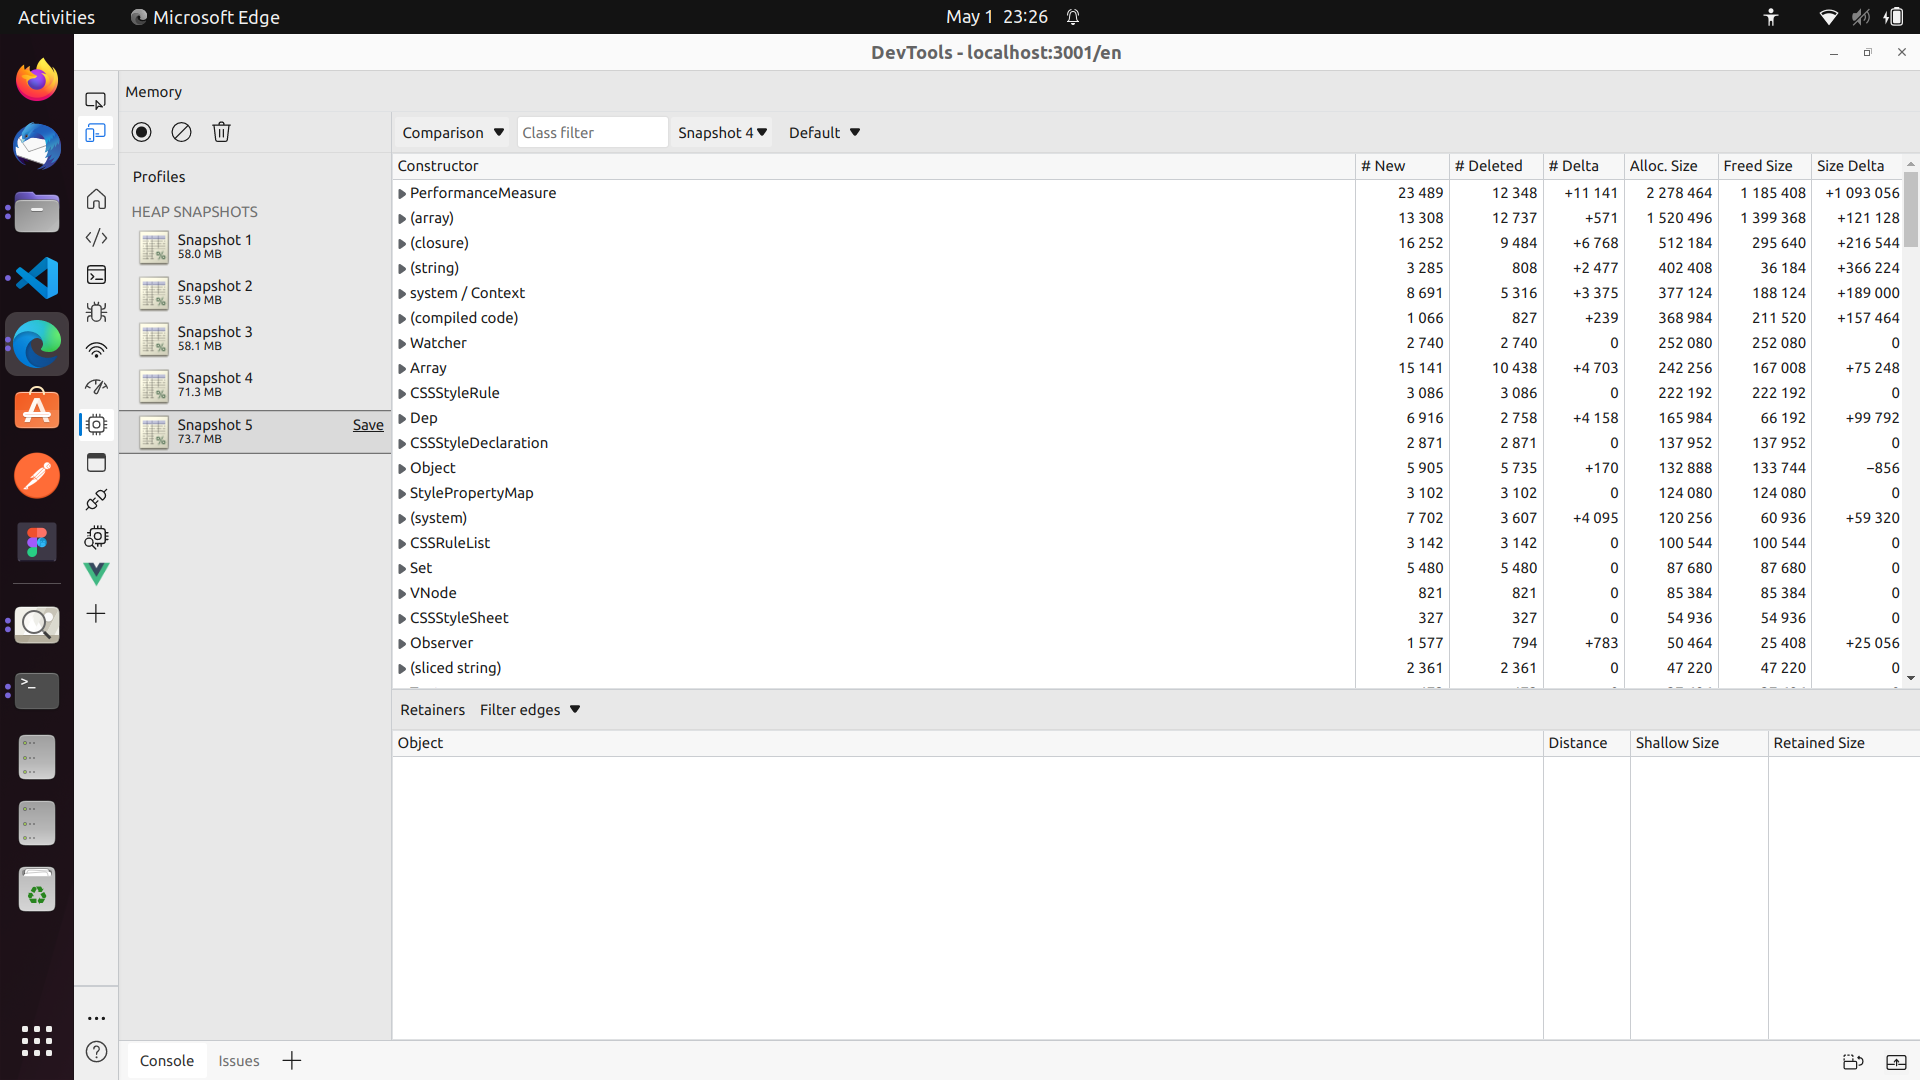 Activities Microsoft Edge May 1 23:26
DevTools - localhost:3001/en
Memory
Comparison Class filter Snapshot 4 Default
Profiles
HEAP SNAPSHOTS
Snapshot 1
58.0 MB
Snapshot 2
55.9 MB
Snapshot 3
58.1 MB
Snapshot 4
71.3 MB
Snapshot 5 Save
73.7 MB
Constructor # New # Deleted # Delta Alloc. Size Freed Size Size Delta
PerformanceMeasure 23 489 12 348 +11 141 2 278 464 1 185 408 +1 093 056
(array) 13 308 12 737 +571 1 520 496 1 399 368 +121 128
(closure) 16 252 9 484 +6 768 512 184 295 640 +216 544
(string) 3 285 808 +2 477 402 408 36 184 +366 224
system / Context 8 691 5 316 +3 375 377 124 188 124 +189 000
(compiled code) 1 066 827 +239 368 984 211 520 +157 464
Watcher 2 740 2 740 0 252 080 252 080 0
Array 15 141 10 438 +4 703 242 256 167 008 +75 248
CSSStyleRule 3 086 3 086 0 222 192 222 192 0
Dep 6 916 2 758 +4 158 165 984 66 192 +99 792
CSSStyleDeclaration 2 871 2 871 0 137 952 137 952 0
Object 5 905 5 735 +170 132 888 133 744 −856
StylePropertyMap 3 102 3 102 0 124 080 124 080 0
(system) 7 702 3 607 +4 095 120 256 60 936 +59 320
CSSRuleList 3 142 3 142 0 100 544 100 544 0
Set 5 480 5 480 0 87 680 87 680 0
VNode 821 821 0 85 384 85 384 0
CSSStyleSheet 327 327 0 54 936 54 936 0
Observer 1 577 794 +783 50 464 25 408 +25 056
(sliced string) 2 361 2 361 0 47 220 47 220 0
Retainers Filter edges
Object Distance Shallow Size Retained Size
Console Issues